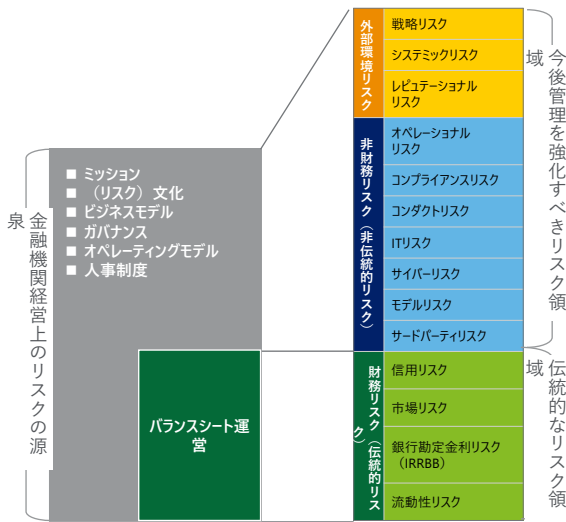 金融機関経営上のリスクの源
泉
■ ミッション
■ （リスク）文化
■ ビジネスモデル
■ ガバナンス
■ オペレーティングモデル
■ 人事制度
バランスシート運
営
外部環境リスク
戦略リスク
システミックリスク
レピュテーショナル
リスク
非財務リスク（非伝統的リスク）
オペレーショナル
リスク
コンプライアンスリスク
コンダクトリスク
ITリスク
サイバーリスク
モデルリスク
サードパーティリスク
財務リスク（伝統的リス
ク）
信用リスク
市場リスク
銀行勘定金利リスク
（IRRBB）
流動性リスク
今後管理を強化すべきリスク領
域
伝統的なリスク領
域